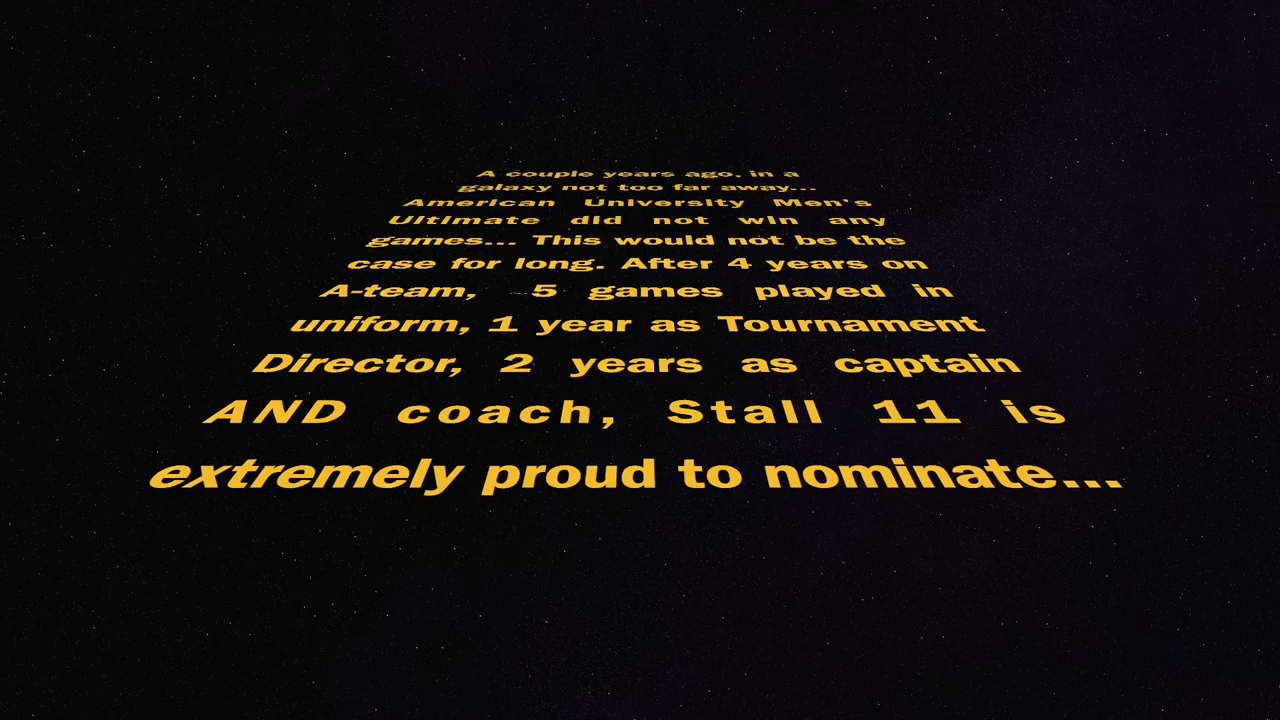 A couple years ago, in a
galaxy not too far away...
American University Men's
Ultimate did not win any
games... This would not be the
case for long. After 4 years on
A-team, ~5 games played in
uniform, 1 year as Tournament
Director, 2 years as captain
AND coach, Stall 11 is
extremely proud to nominate...